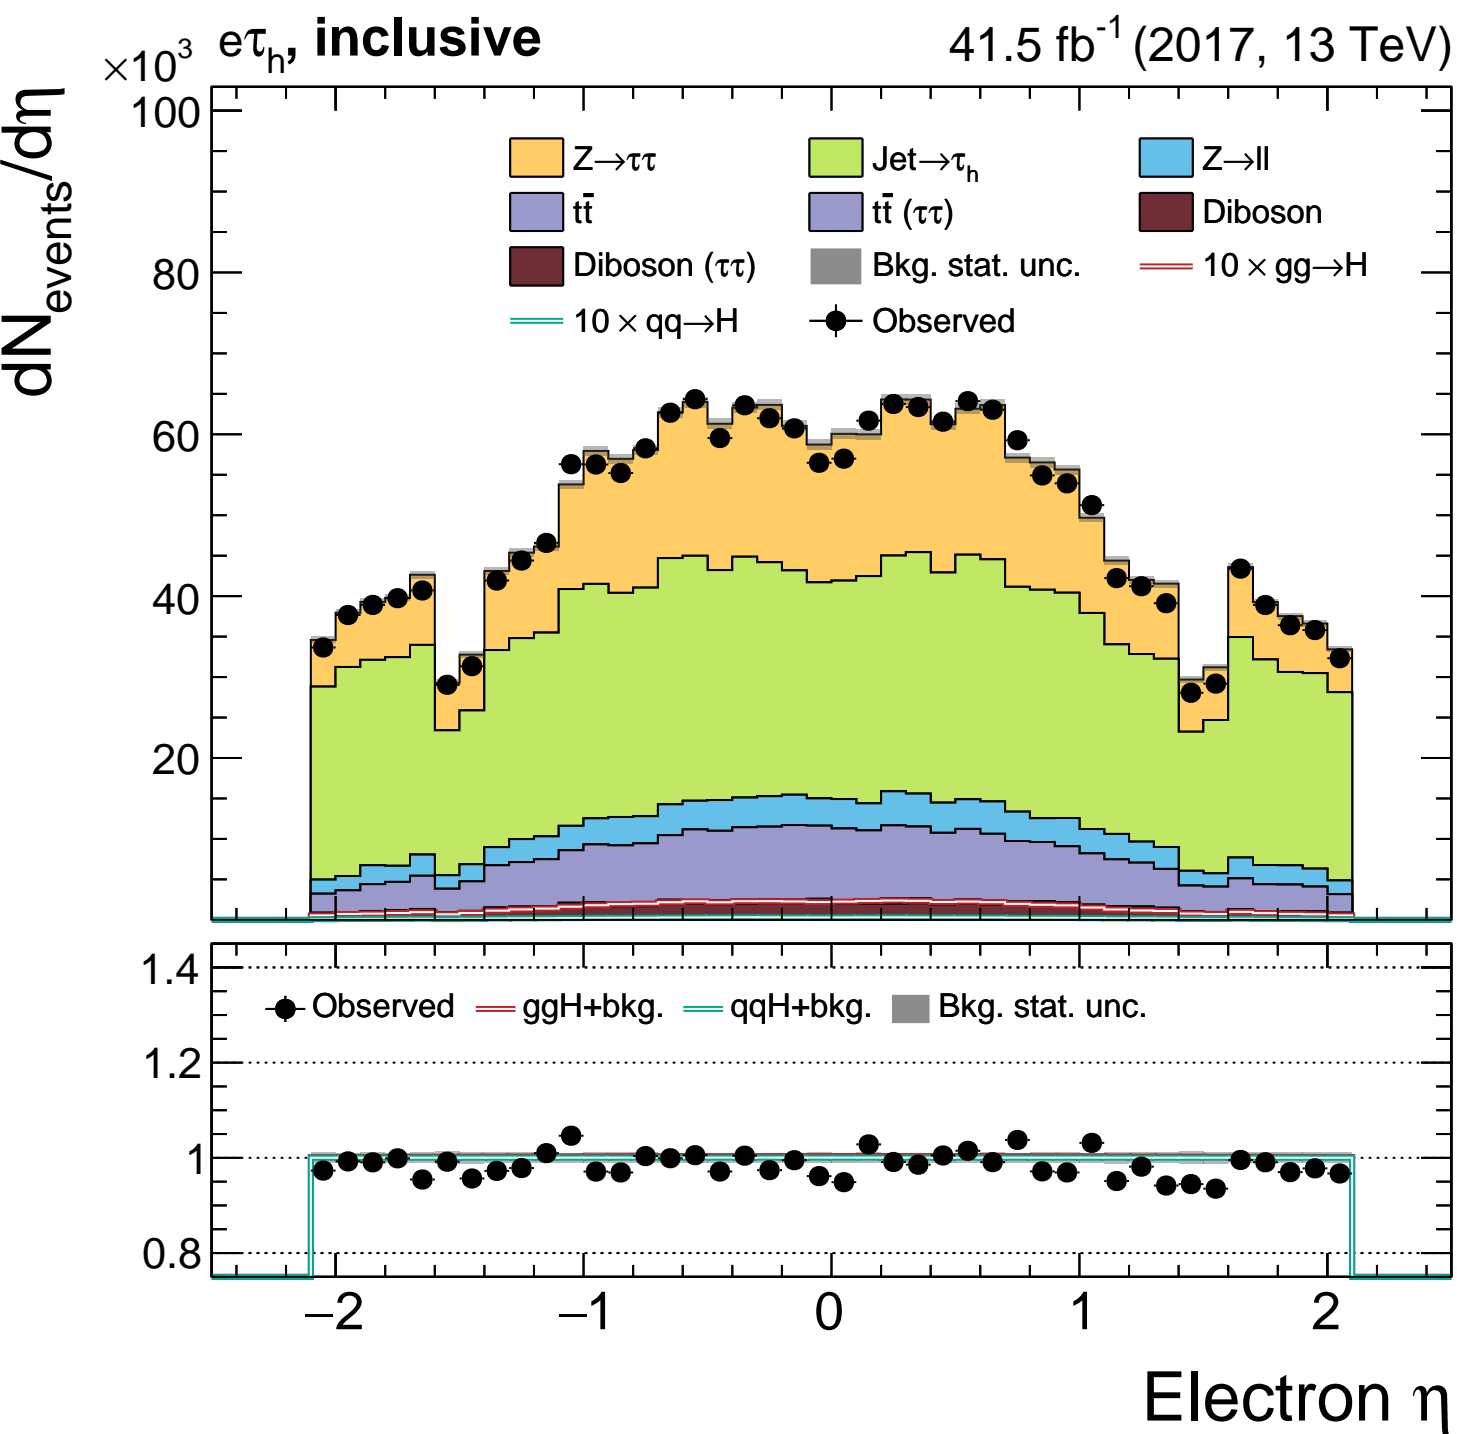 ×10³ eτh, inclusive 41.5 fb⁻¹ (2017, 13 TeV)
dNevents/dη
100
80
60
40
20
Z→ττ Jet→τh Z→ll
tt̄ tt̄ (ττ) Diboson
Diboson (ττ) Bkg. stat. unc. 10 × gg→H
10 × qq→H Observed
1.4
1.2
1
0.8
Observed ggH+bkg. qqH+bkg. Bkg. stat. unc.
−2 −1 0 1 2
Electron η